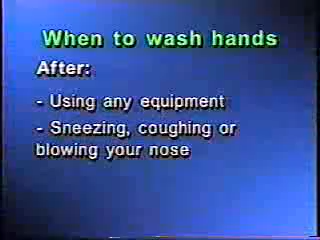 When to wash hands
After:
- Using any equipment
- Sneezing, coughing or
blowing your nose